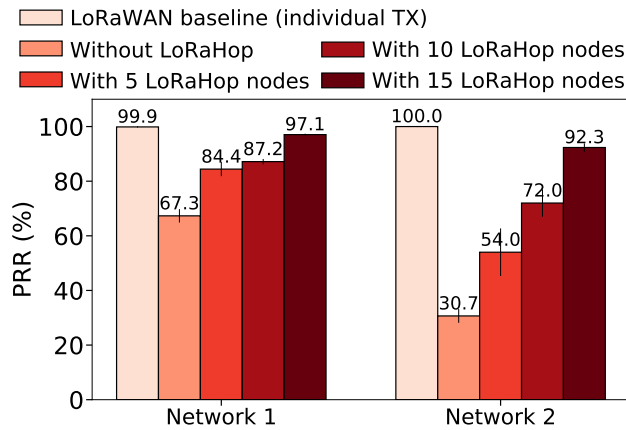 LoRaWAN baseline (individual TX)
Without LoRaHop
With 10 LoRaHop nodes
With 5 LoRaHop nodes
With 15 LoRaHop nodes
PRR (%)
100
80
60
40
20
0
99.9
67.3
84.4
87.2
97.1
100.0
30.7
54.0
72.0
92.3
Network 1
Network 2